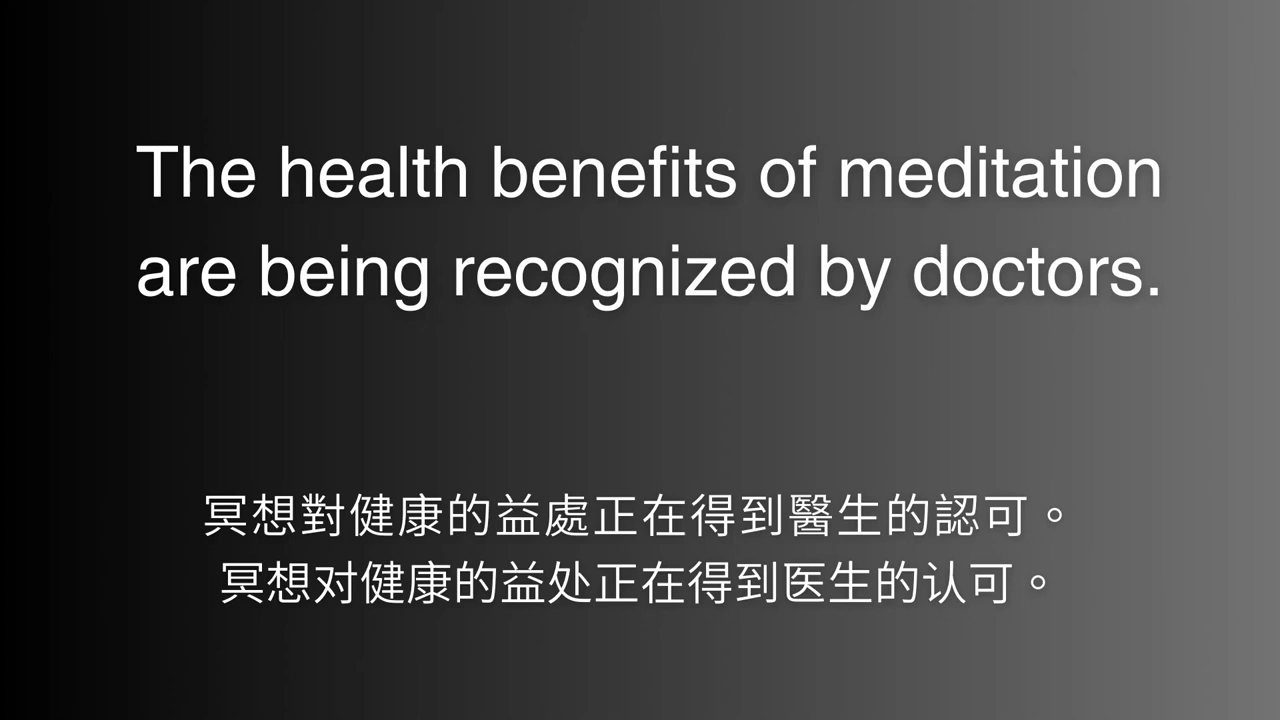 The health benefits of meditation
are being recognized by doctors.
冥想對健康的益處正在得到醫生的認可。
冥想对健康的益处正在得到医生的认可。